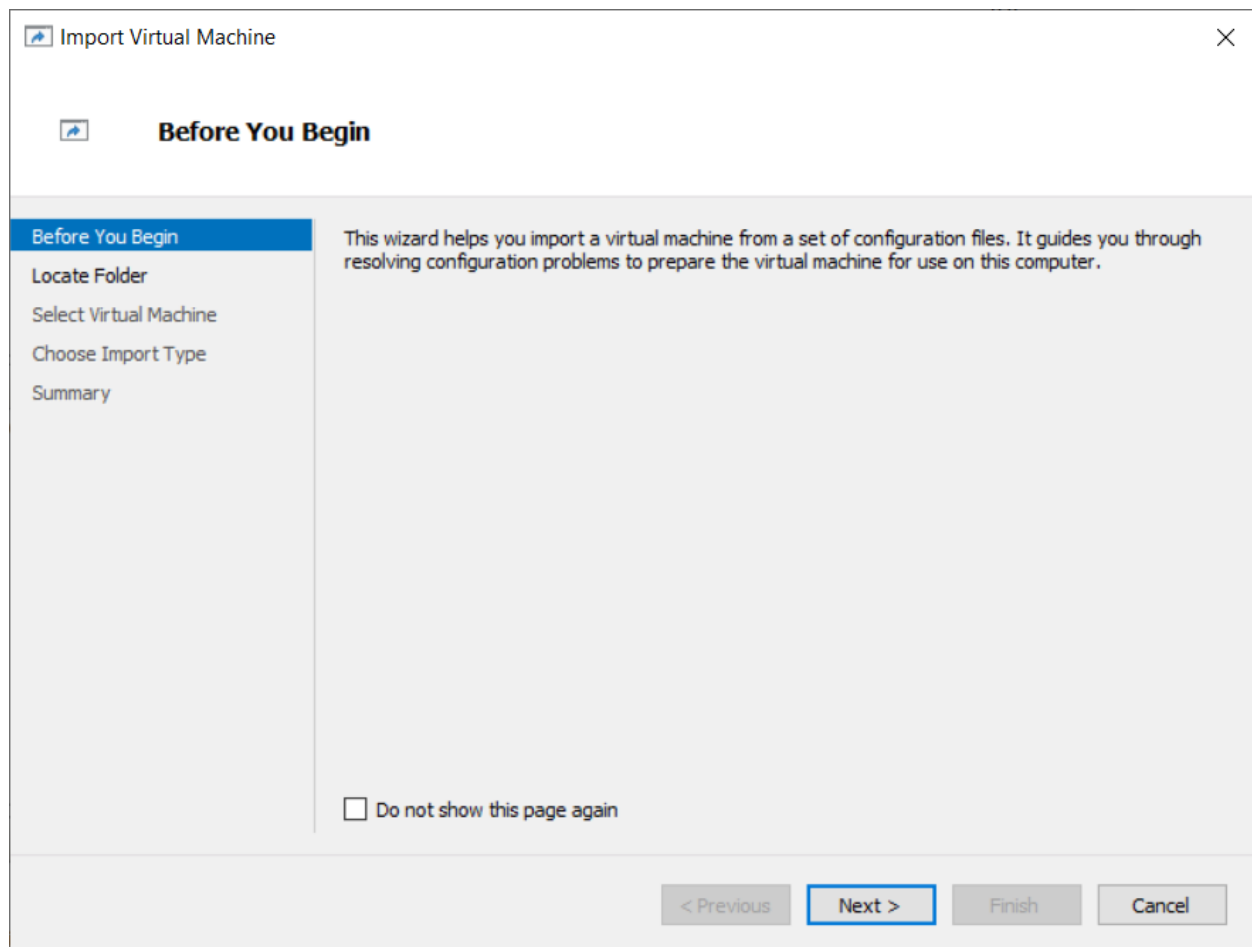 Import Virtual Machine
Before You Begin
Before You Begin
Locate Folder
Select Virtual Machine
Choose Import Type
Summary
This wizard helps you import a virtual machine from a set of configuration files. It guides you through
resolving configuration problems to prepare the virtual machine for use on this computer.
Do not show this page again
< Previous
Next >
Finish
Cancel